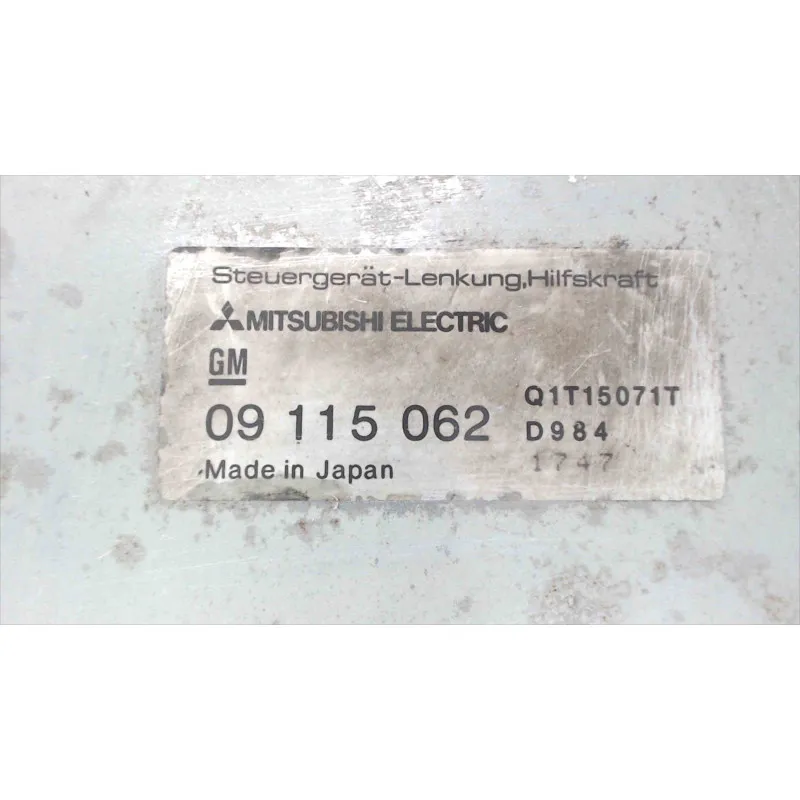 Steuergerät-Lenkung,Hilfskraft
MITSUBISHI ELECTRIC
GM
09 115 062
Q1T15071T
D984
1747
Made in Japan